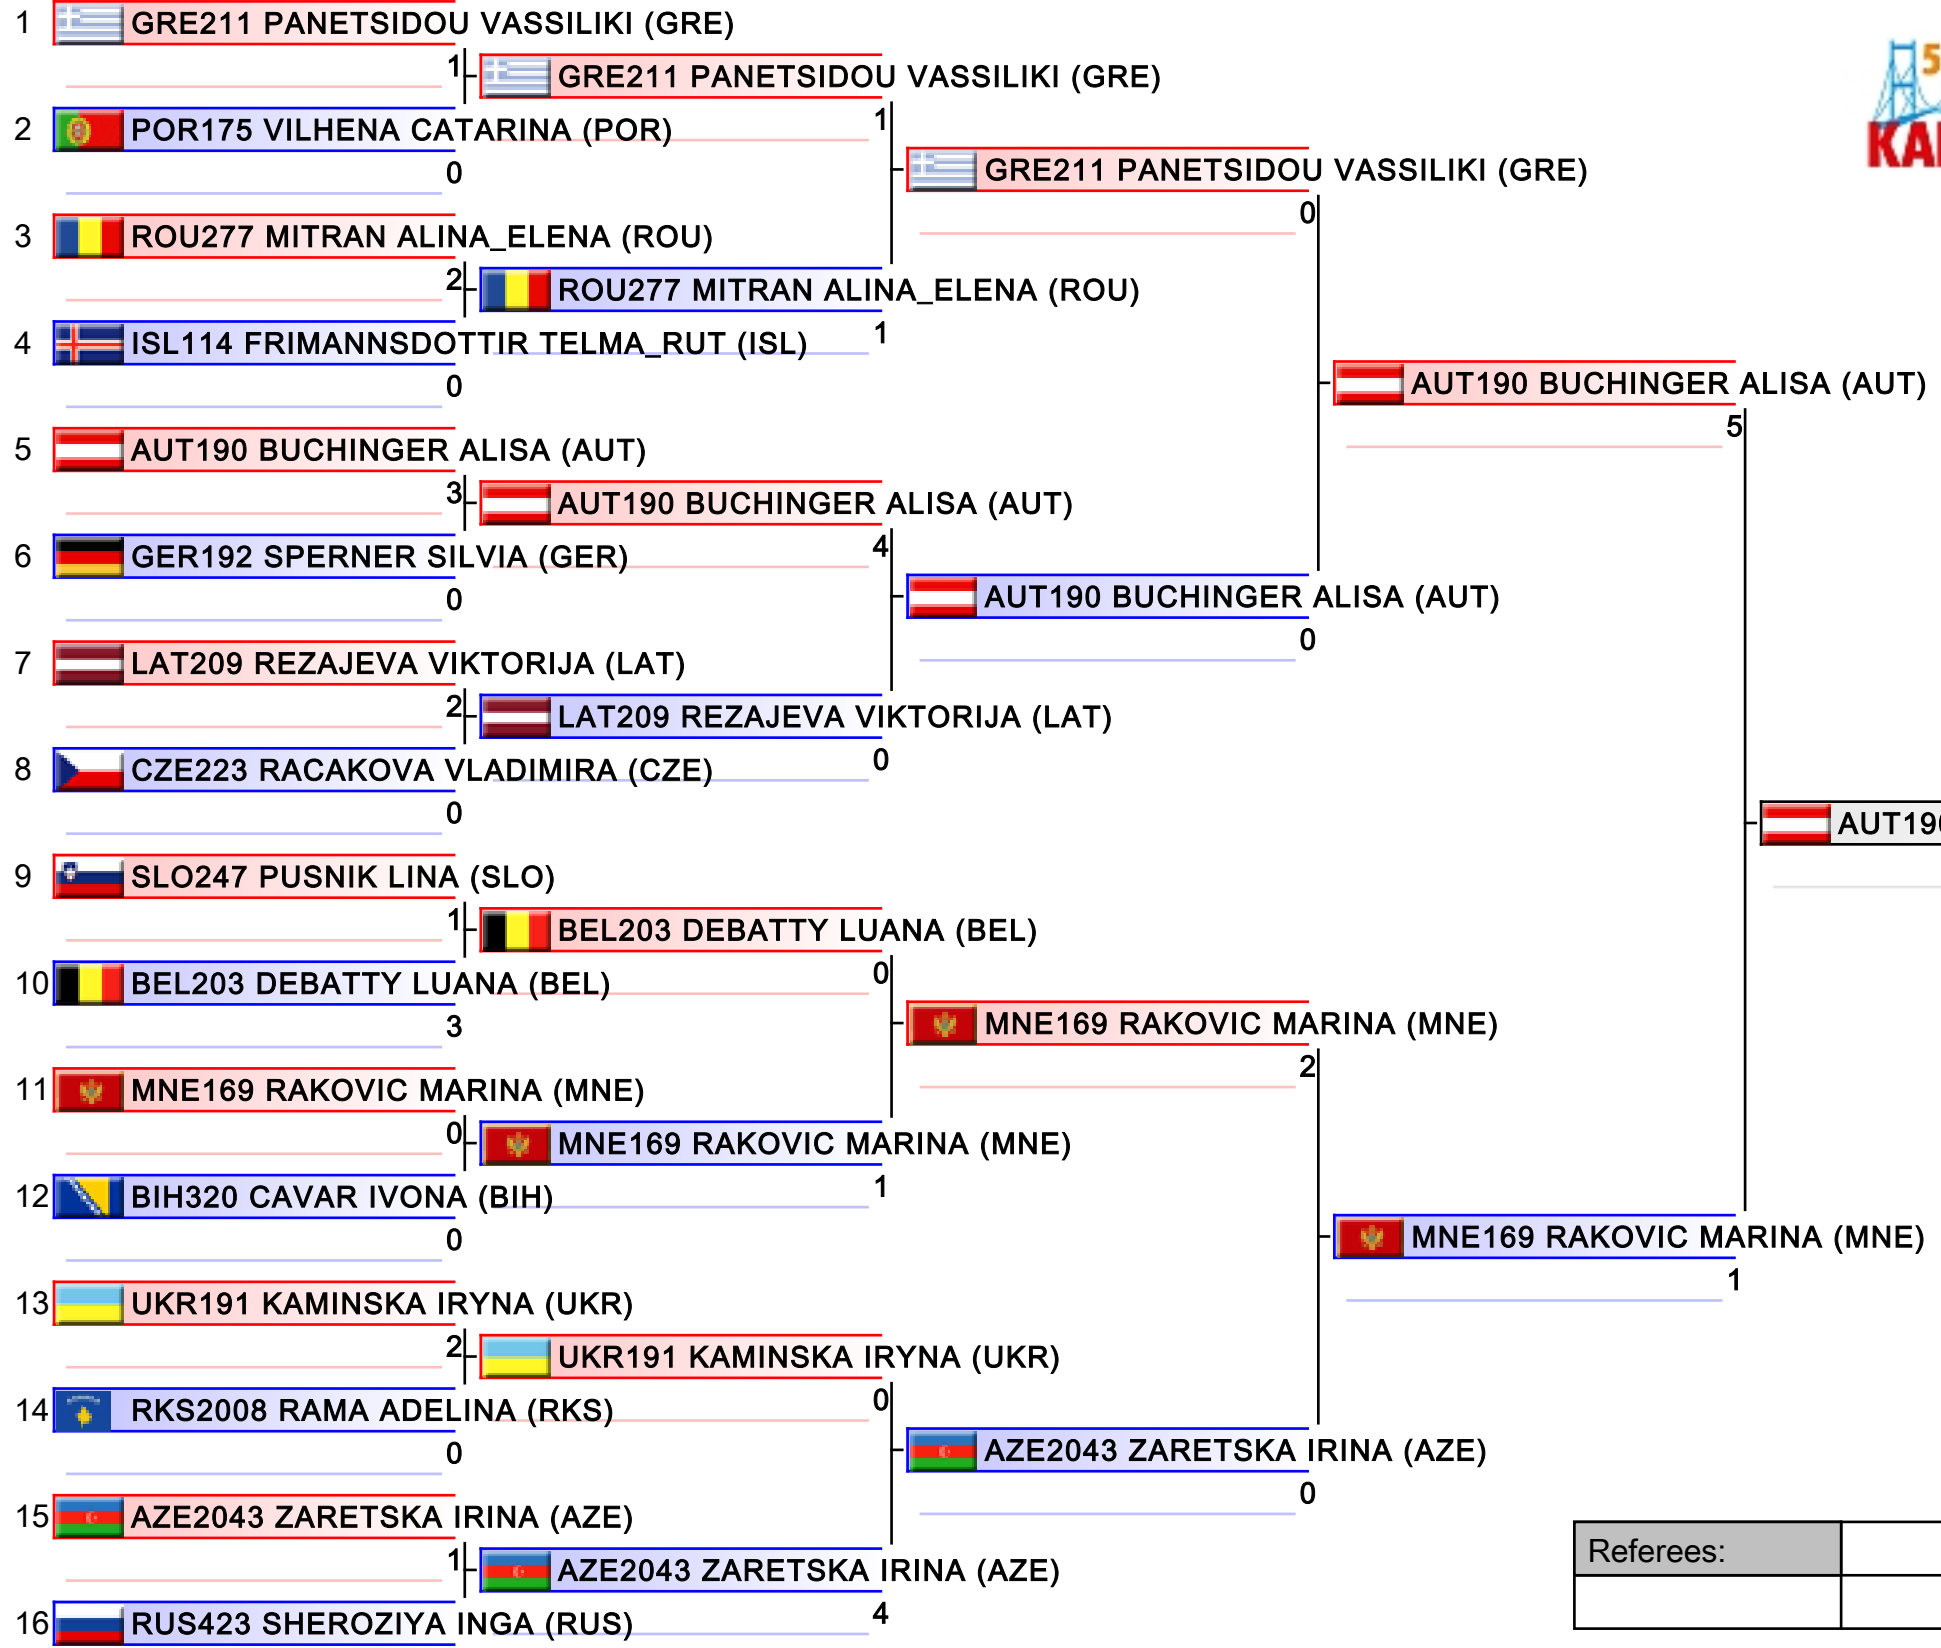 1 GRE211 PANETSIDOU VASSILIKI (GRE)
1
2 POR175 VILHENA CATARINA (POR)
0
3 ROU277 MITRAN ALINA_ELENA (ROU)
2
4 ISL114 FRIMANNSDOTTIR TELMA_RUT (ISL)
0
5 AUT190 BUCHINGER ALISA (AUT)
3
6 GER192 SPERNER SILVIA (GER)
0
7 LAT209 REZAJEVA VIKTORIJA (LAT)
2
8 CZE223 RACAKOVA VLADIMIRA (CZE)
0
9 SLO247 PUSNIK LINA (SLO)
1
10 BEL203 DEBATTY LUANA (BEL)
3
11 MNE169 RAKOVIC MARINA (MNE)
0
12 BIH320 CAVAR IVONA (BIH)
0
13 UKR191 KAMINSKA IRYNA (UKR)
2
14 RKS2008 RAMA ADELINA (RKS)
0
15 AZE2043 ZARETSKA IRINA (AZE)
1
16 RUS423 SHEROZIYA INGA (RUS)
GRE211 PANETSIDOU VASSILIKI (GRE)
1
ROU277 MITRAN ALINA_ELENA (ROU)
1
AUT190 BUCHINGER ALISA (AUT)
4
LAT209 REZAJEVA VIKTORIJA (LAT)
0
BEL203 DEBATTY LUANA (BEL)
0
MNE169 RAKOVIC MARINA (MNE)
1
UKR191 KAMINSKA IRYNA (UKR)
0
AZE2043 ZARETSKA IRINA (AZE)
4
GRE211 PANETSIDOU VASSILIKI (GRE)
0
AUT190 BUCHINGER ALISA (AUT)
0
MNE169 RAKOVIC MARINA (MNE)
2
AZE2043 ZARETSKA IRINA (AZE)
0
AUT190 BUCHINGER ALISA (AUT)
5
MNE169 RAKOVIC MARINA (MNE)
1
AUT190
5
KA
Referees: